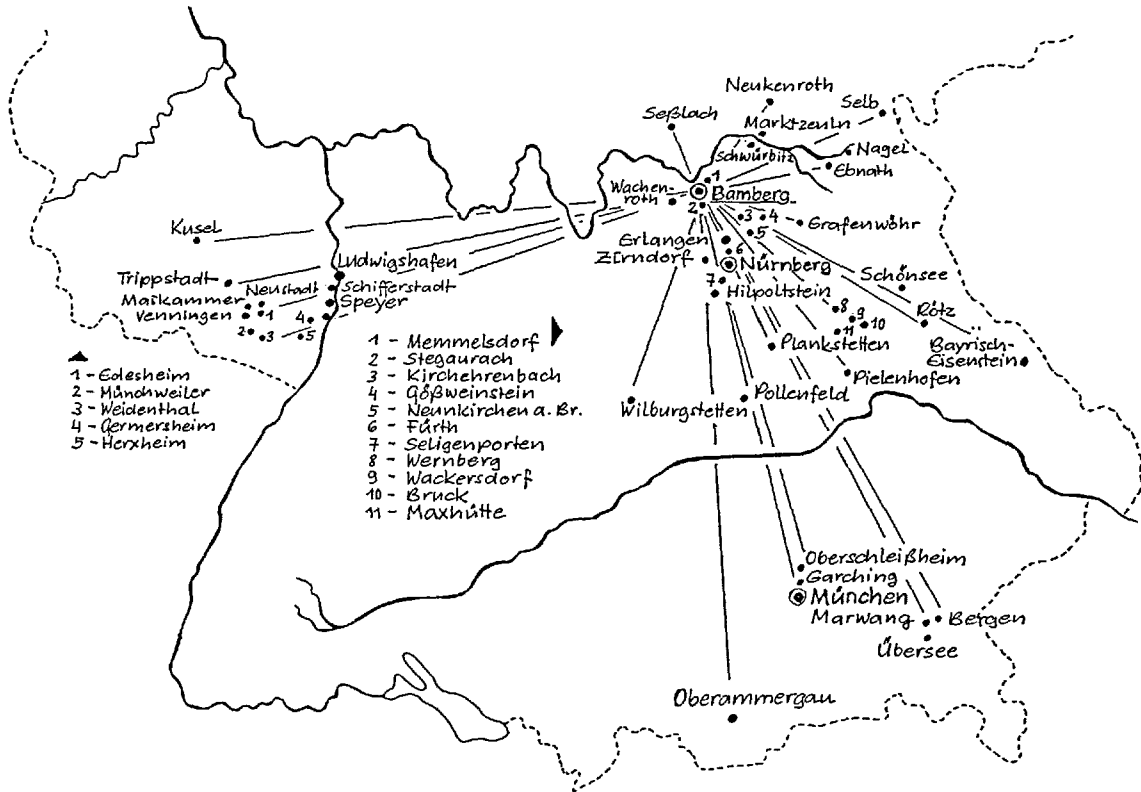 Neukenroth
Selb
Seßlach
Marktzeuln
Schwürbitz
Nagel
Ebnath
1
Wachen-
roth
Bamberg
2
3
4
Grafenwöhr
5
Kusel
Erlangen
6
Zirndorf
Nürnberg
Ludwigshafen
Trippstadt
Neustadt
Schifferstadt
Schönsee
7
Hilpoltstein
Maikammer
Speyer
1
Venningen
4
8
9
10
11
Rötz
2
3
5
Plankstetten
Bayrisch-
Eisenstein
Pielenhofen
Wilburgstetten
Pollenfeld
1 - Edesheim
2 - Münchweiler
3 - Weidenthal
4 - Germersheim
5 - Herxheim
1 - Memmelsdorf
2 - Stegaurach
3 - Kirchehrenbach
4 - Gößweinstein
5 - Neunkirchen a. Br.
6 - Fürth
7 - Seligenporten
8 - Wernberg
9 - Wackersdorf
10 - Bruck
11 - Maxhütte
Oberschleißheim
Garching
München
Marwang
Bergen
Übersee
Oberammergau